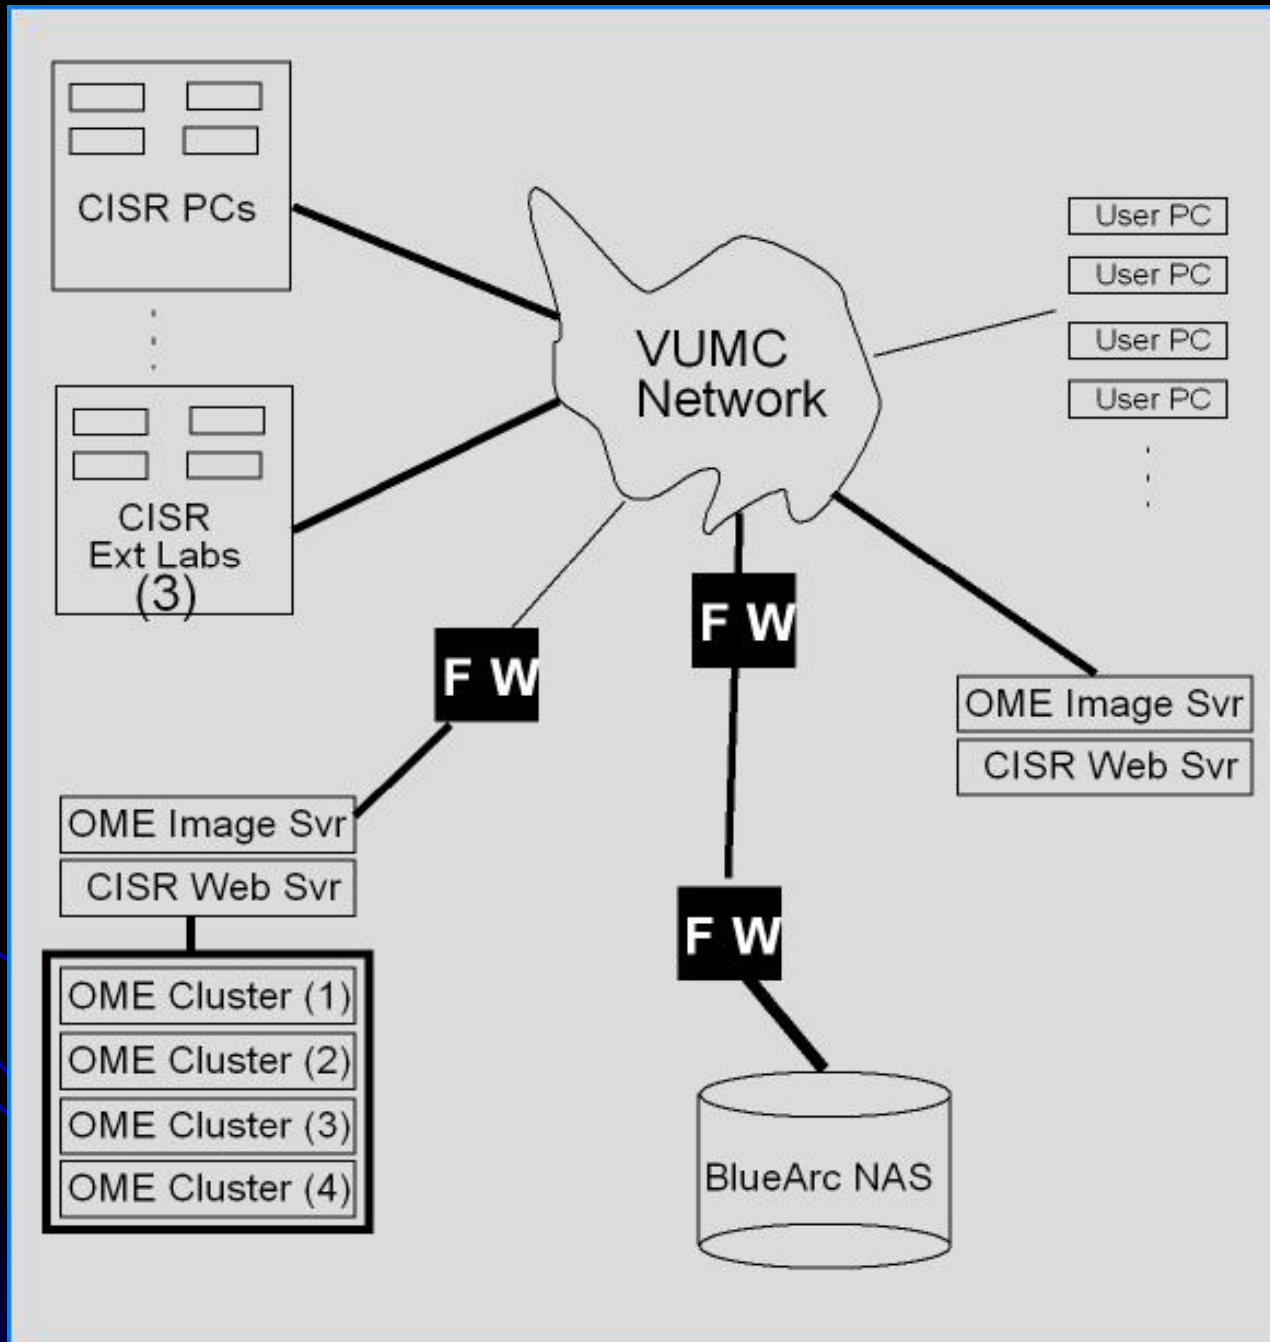 CISR PCs
CISR
Ext Labs
(3)
VUMC
Network
User PC
User PC
User PC
User PC
F W
F W
OME Image Svr
CISR Web Svr
OME Image Svr
CISR Web Svr
OME Cluster (1)
OME Cluster (2)
OME Cluster (3)
OME Cluster (4)
F W
BlueArc NAS